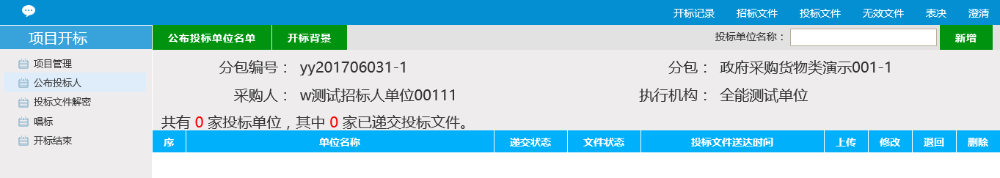 开标记录 招标文件 投标文件 无效文件 表决 澄清
项目开标
公布投标单位名单 开标背景 投标单位名称： 新增
项目管理
公布投标人
投标文件解密
唱标
开标结束
分包编号： yy201706031-1 分包： 政府采购货物类演示001-1
采购人： w测试招标人单位00111 执行机构： 全能测试单位
共有 0 家投标单位，其中 0 家已递交投标文件。
序 单位名称 递交状态 文件状态 投标文件送达时间 上传 修改 退回 删除